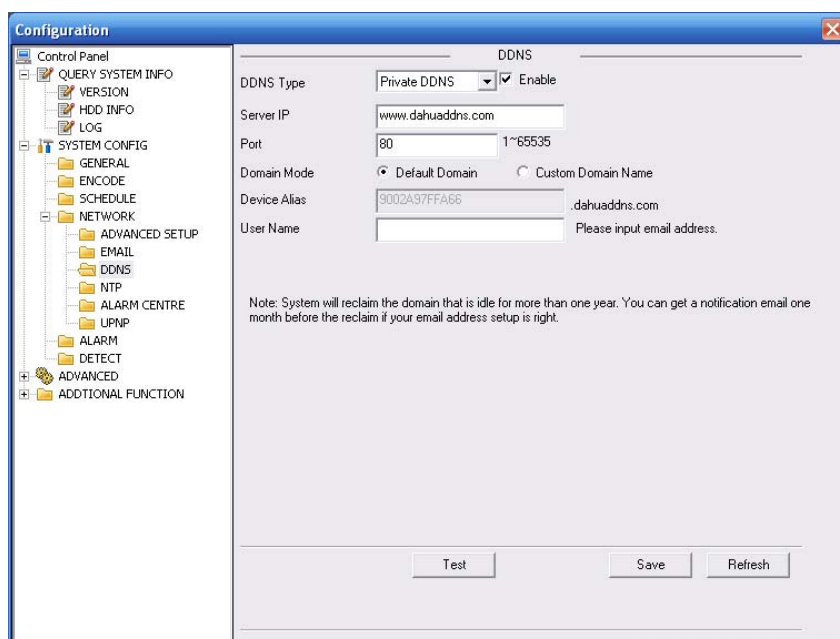 Configuration
Control Panel
QUERY SYSTEM INFO
VERSION
HDD INFO
LOG
SYSTEM CONFIG
GENERAL
ENCODE
SCHEDULE
NETWORK
ADVANCED SETUP
EMAIL
DDNS
NTP
ALARM CENTRE
UPNP
ALARM
DETECT
ADVANCED
ADDTIONAL FUNCTION
DDNS
DDNS Type Private DDNS Enable
Server IP www.dahuaddns.com
Port 80 1~65535
Domain Mode Default Domain Custom Domain Name
Device Alias 9002A97FFA66 .dahuaddns.com
User Name Please input email address.
Note: System will reclaim the domain that is idle for more than one year. You can get a notification email one
month before the reclaim if your email address setup is right.
Test Save Refresh